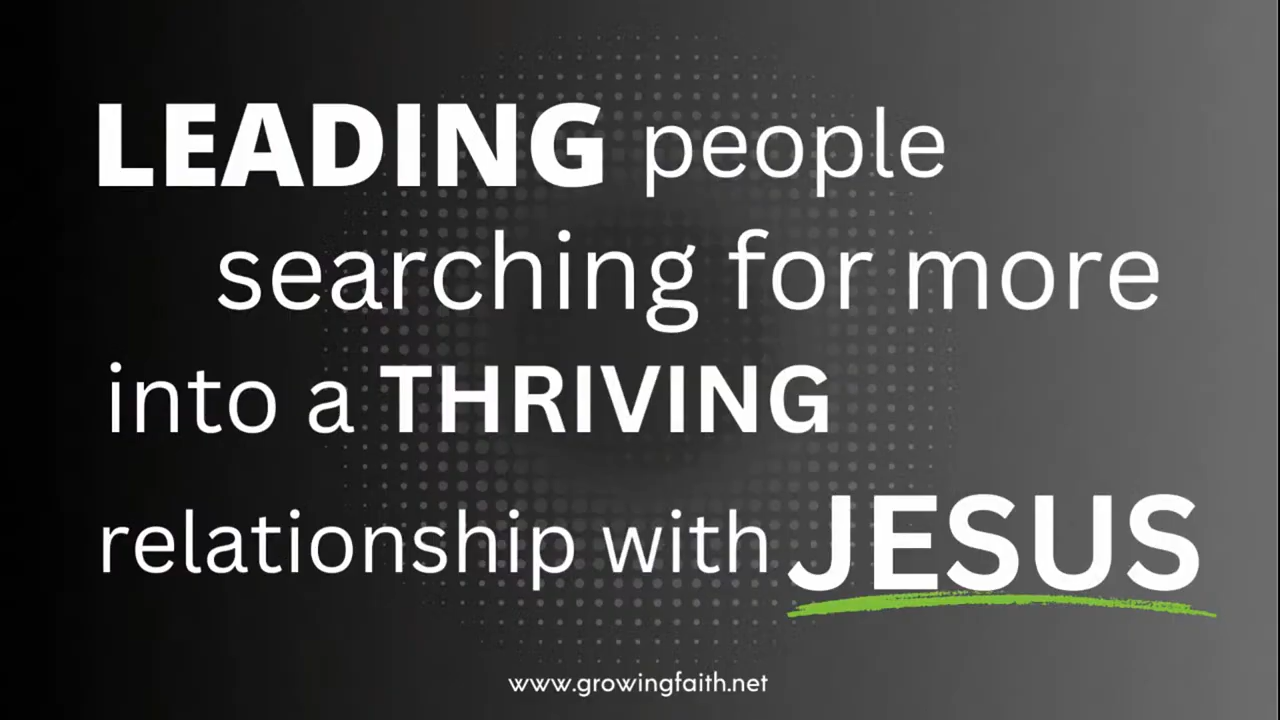 LEADING people
searching for more
into a THRIVING
relationship with JESUS
www.growingfaith.net